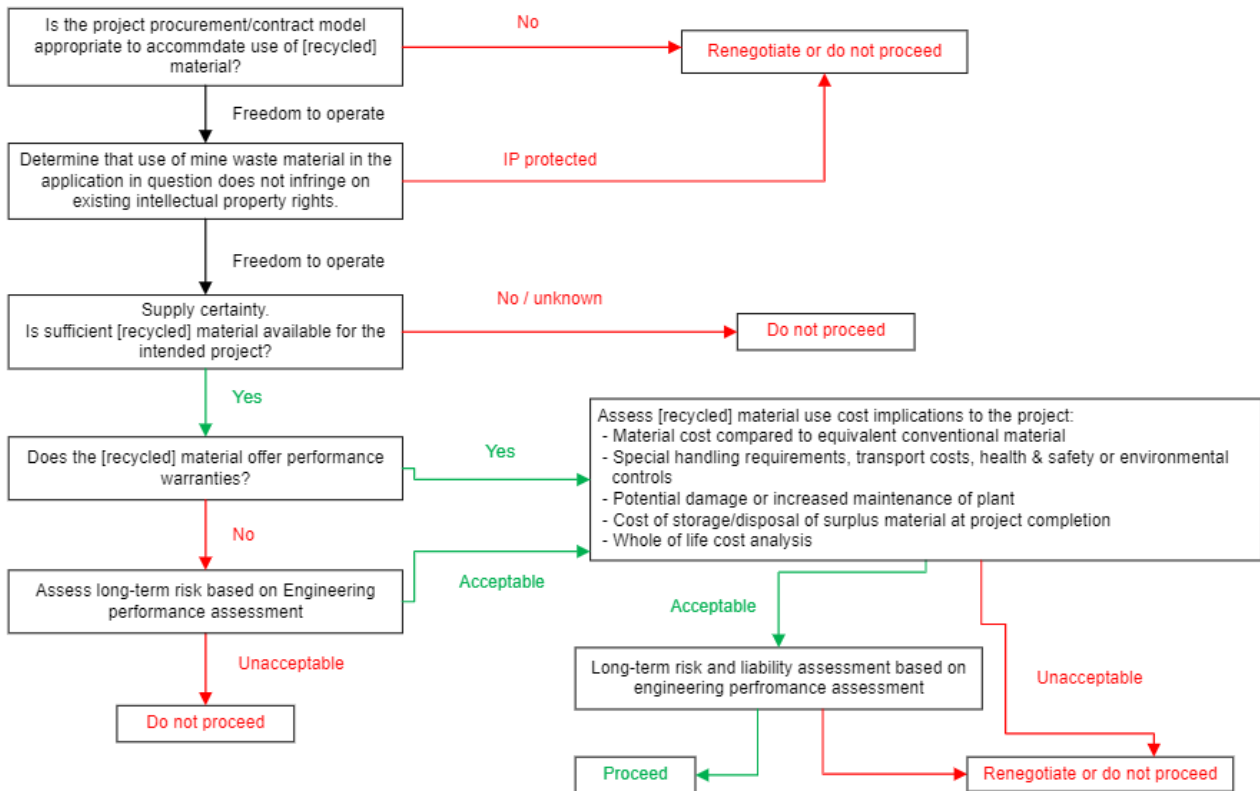 Is the project procurement/contract model
appropriate to accommdate use of [recycled]
material?
No
Renegotiate or do not proceed
Freedom to operate
Determine that use of mine waste material in the
application in question does not infringe on
existing intellectual property rights.
IP protected
Freedom to operate
Supply certainty.
Is sufficient [recycled] material available for the
intended project?
No / unknown
Do not proceed
Yes
Does the [recycled] material offer performance
warranties?
Yes
Assess [recycled] material use cost implications to the project:
- Material cost compared to equivalent conventional material
- Special handling requirements, transport costs, health & safety or environmental
controls
- Potential damage or increased maintenance of plant
- Cost of storage/disposal of surplus material at project completion
- Whole of life cost analysis
No
Assess long-term risk based on Engineering
performance assessment
Acceptable
Unacceptable
Do not proceed
Acceptable
Long-term risk and liability assessment based on
engineering perfromance assessment
Unacceptable
Proceed
Renegotiate or do not proceed